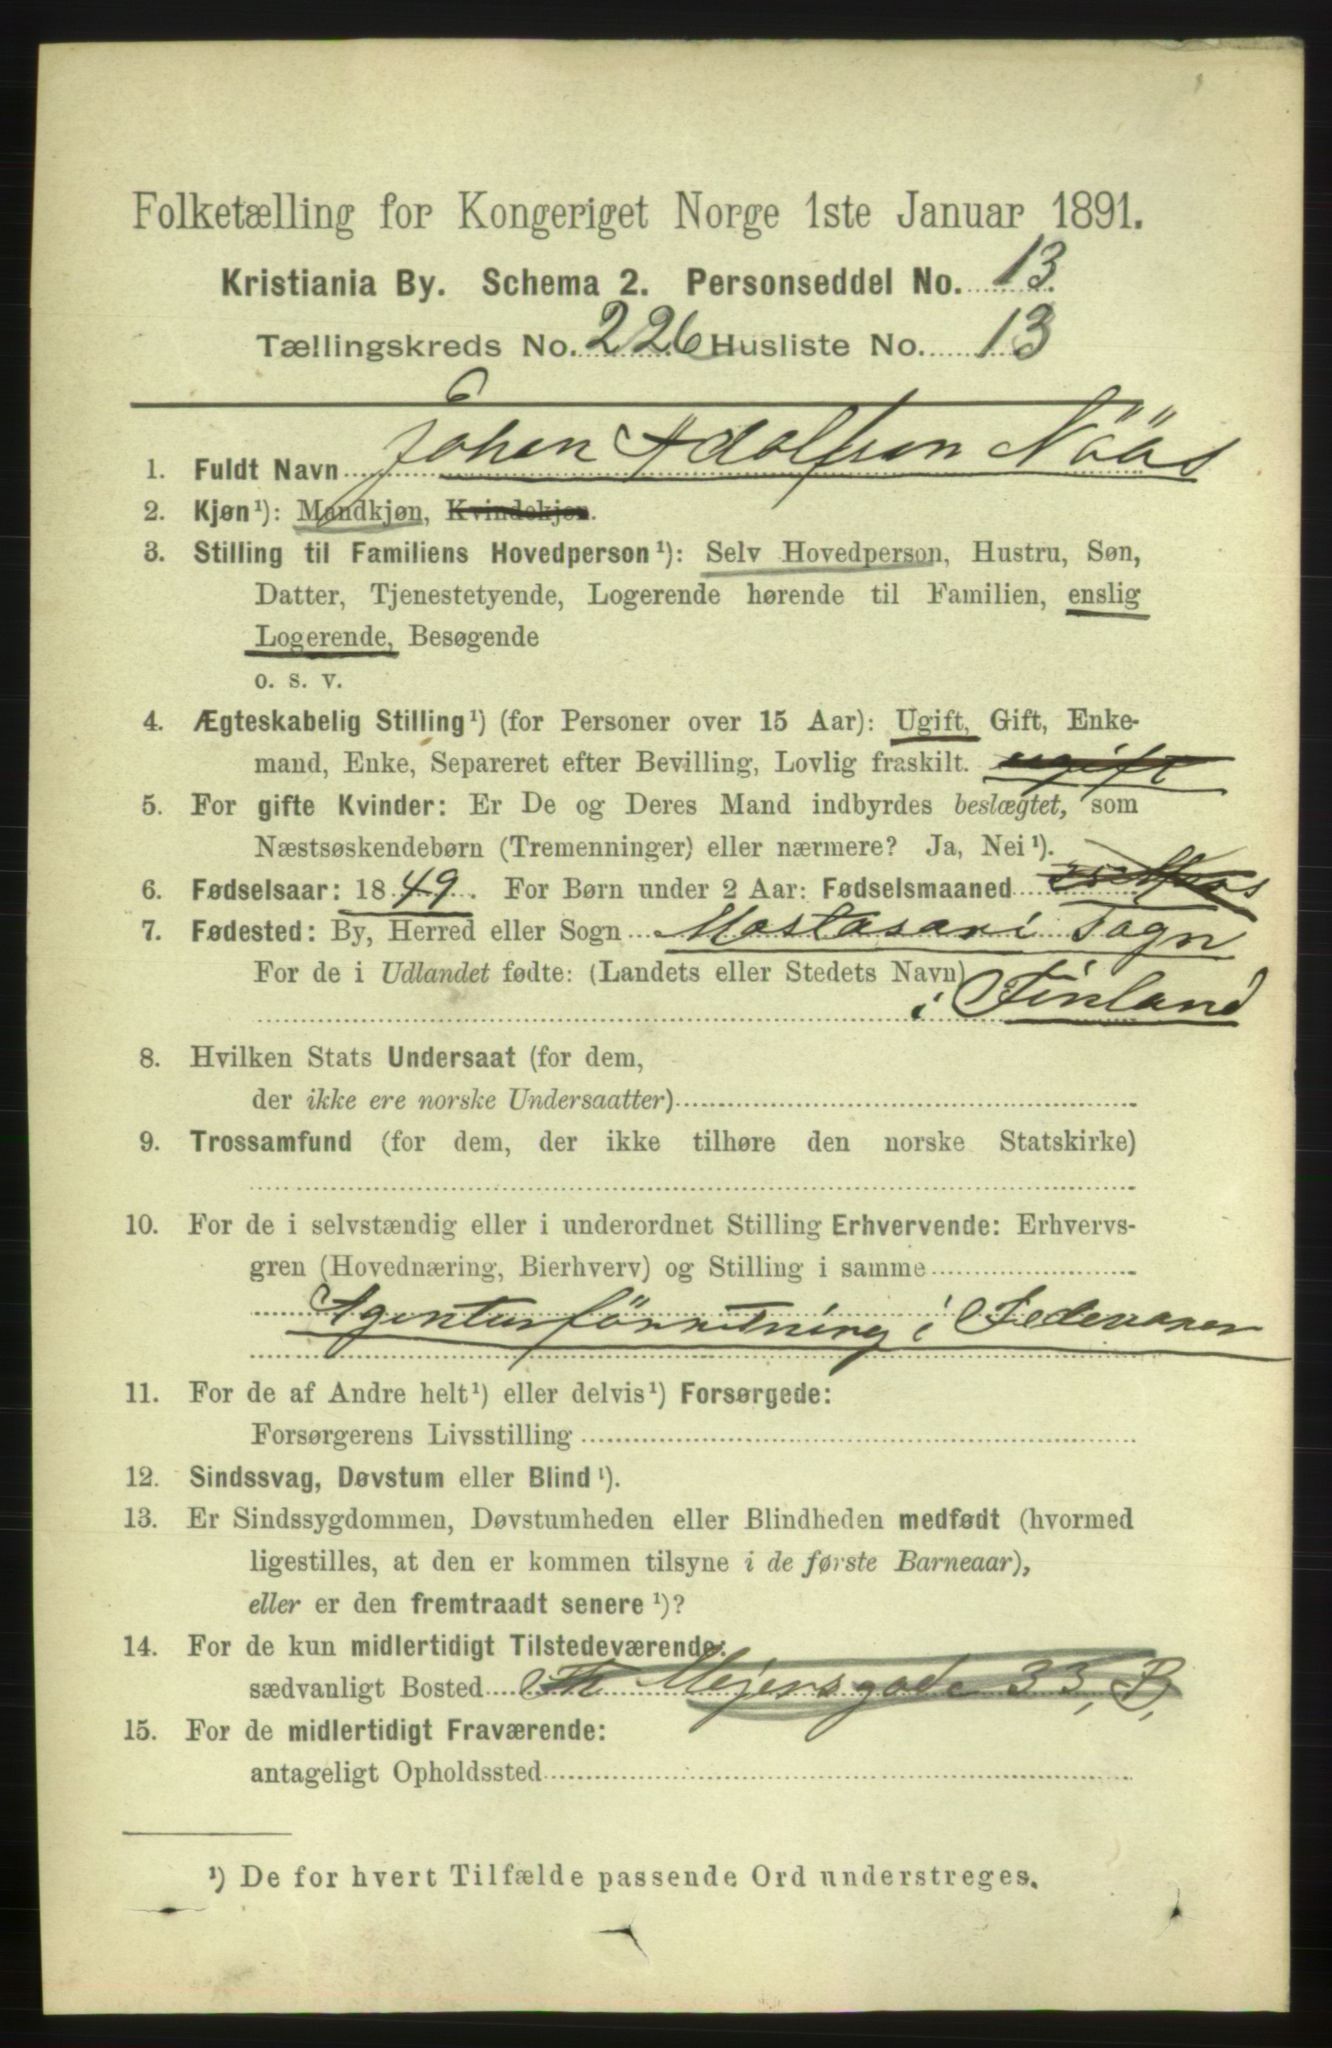 Folketælling for Kongeriget Norge 1ste Januar 1891.
Kristiania By. Schema 2. Personseddel No. 13
Tællingskreds No. 226 Husliste No. 13
1. Fuldt Navn Johan Adolfsen Nääs
2. Kjøn¹): Mandkjøn, Kvindekjøn.
3. Stilling til Familiens Hovedperson¹): Selv Hovedperson, Hustru, Søn,
Datter, Tjenestetyende, Logerende hørende til Familien, enslig
Logerende, Besøgende
o. s. v.
4. Ægteskabelig Stilling¹) (for Personer over 15 Aar): Ugift, Gift, Enke-
mand, Enke, Separeret efter Bevilling, Lovlig fraskilt. ugift
5. For gifte Kvinder: Er De og Deres Mand indbyrdes beslægtet, som
Næstsøskendebørn (Tremenninger) eller nærmere? Ja, Nei¹).
6. Fødselsaar: 1849. For Børn under 2 Aar: Fødselsmaaned
7. Fødested: By, Herred eller Sogn Mostasari Sogn
For de i Udlandet fødte: (Landets eller Stedets Navn)
i Finland
8. Hvilken Stats Undersaat (for dem,
der ikke ere norske Undersaatter)
9. Trossamfund (for dem, der ikke tilhøre den norske Statskirke)
10. For de i selvstændig eller i underordnet Stilling Erhvervende: Erhvervs-
gren (Hovednæring, Bierhverv) og Stilling i samme
Agenturförretning i Fedevarer
11. For de af Andre helt¹) eller delvis¹) Forsørgede:
Forsørgerens Livsstilling
12. Sindssvag, Døvstum eller Blind¹).
13. Er Sindssygdommen, Døvstumheden eller Blindheden medfødt (hvormed
ligestilles, at den er kommen tilsyne i de første Barneaar),
eller er den fremtraadt senere¹)?
14. For de kun midlertidigt Tilstedeværende:
sædvanligt Bosted Th Mejersgade 33, B,
15. For de midlertidigt Fraværende:
antageligt Opholdssted
¹) De for hvert Tilfælde passende Ord understreges.